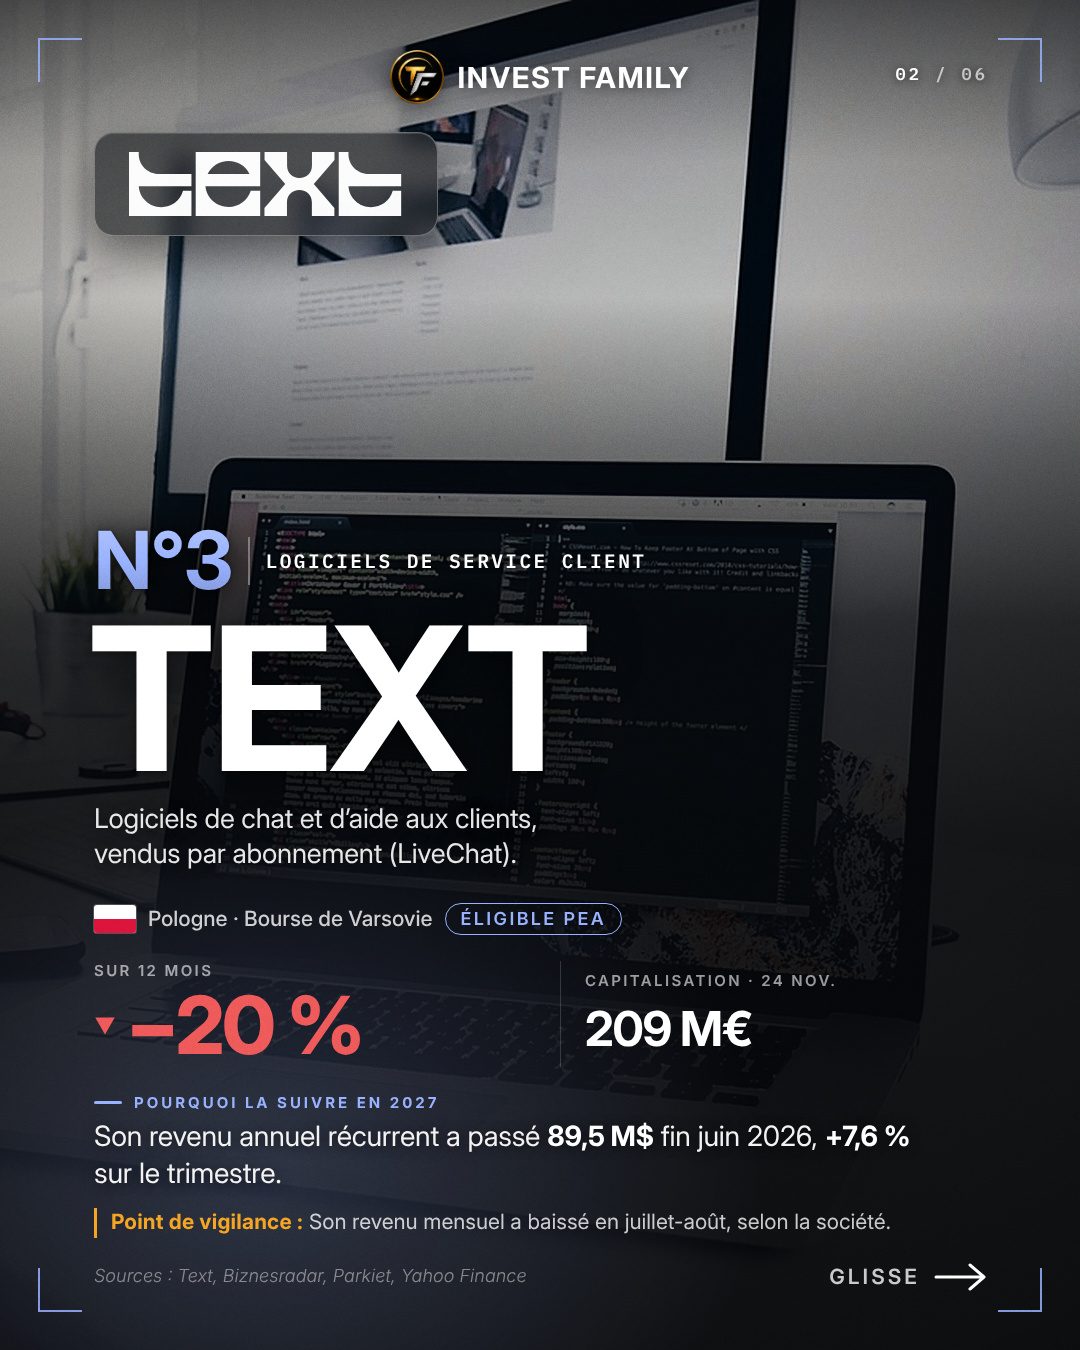 INVEST FAMILY
02 / 06
text
N°3
LOGICIELS DE SERVICE CLIENT
TEXT
Logiciels de chat et d’aide aux clients,
vendus par abonnement (LiveChat).
Pologne · Bourse de Varsovie
ÉLIGIBLE PEA
SUR 12 MOIS
▼ –20 %
CAPITALISATION · 24 NOV.
209 M€
POURQUOI LA SUIVRE EN 2027
Son revenu annuel récurrent a passé 89,5 M$ fin juin 2026, +7,6 %
sur le trimestre.
Point de vigilance : Son revenu mensuel a baissé en juillet-août, selon la société.
Sources : Text, Biznesradar, Parkiet, Yahoo Finance
GLISSE →